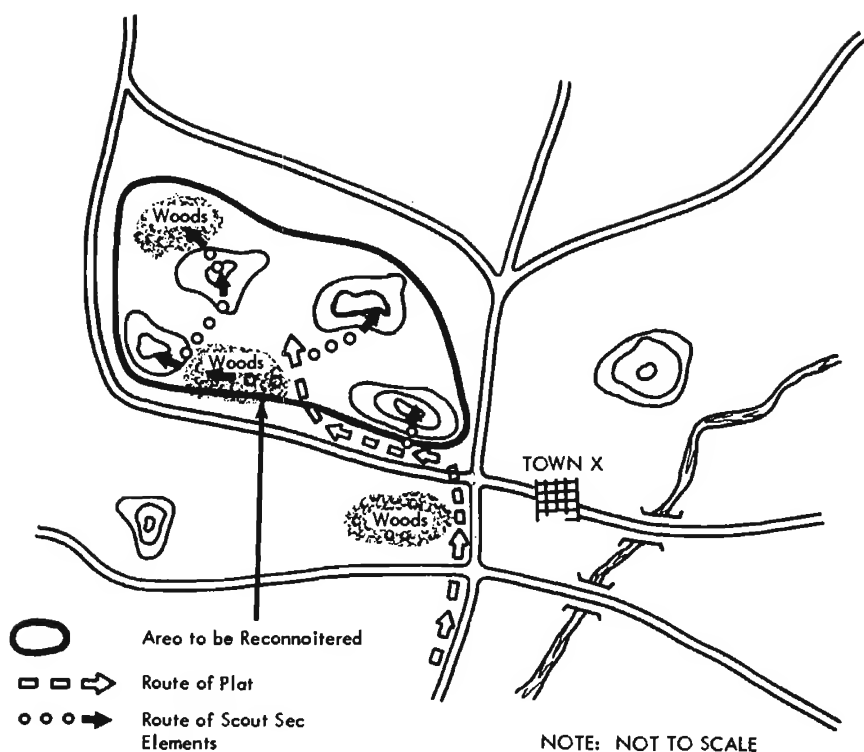 Woods
Woods
TOWN X
Woods
Areo to be Reconnoitered
Route of Plat
Route of Scout Sec
Elements
NOTE: NOT TO SCALE